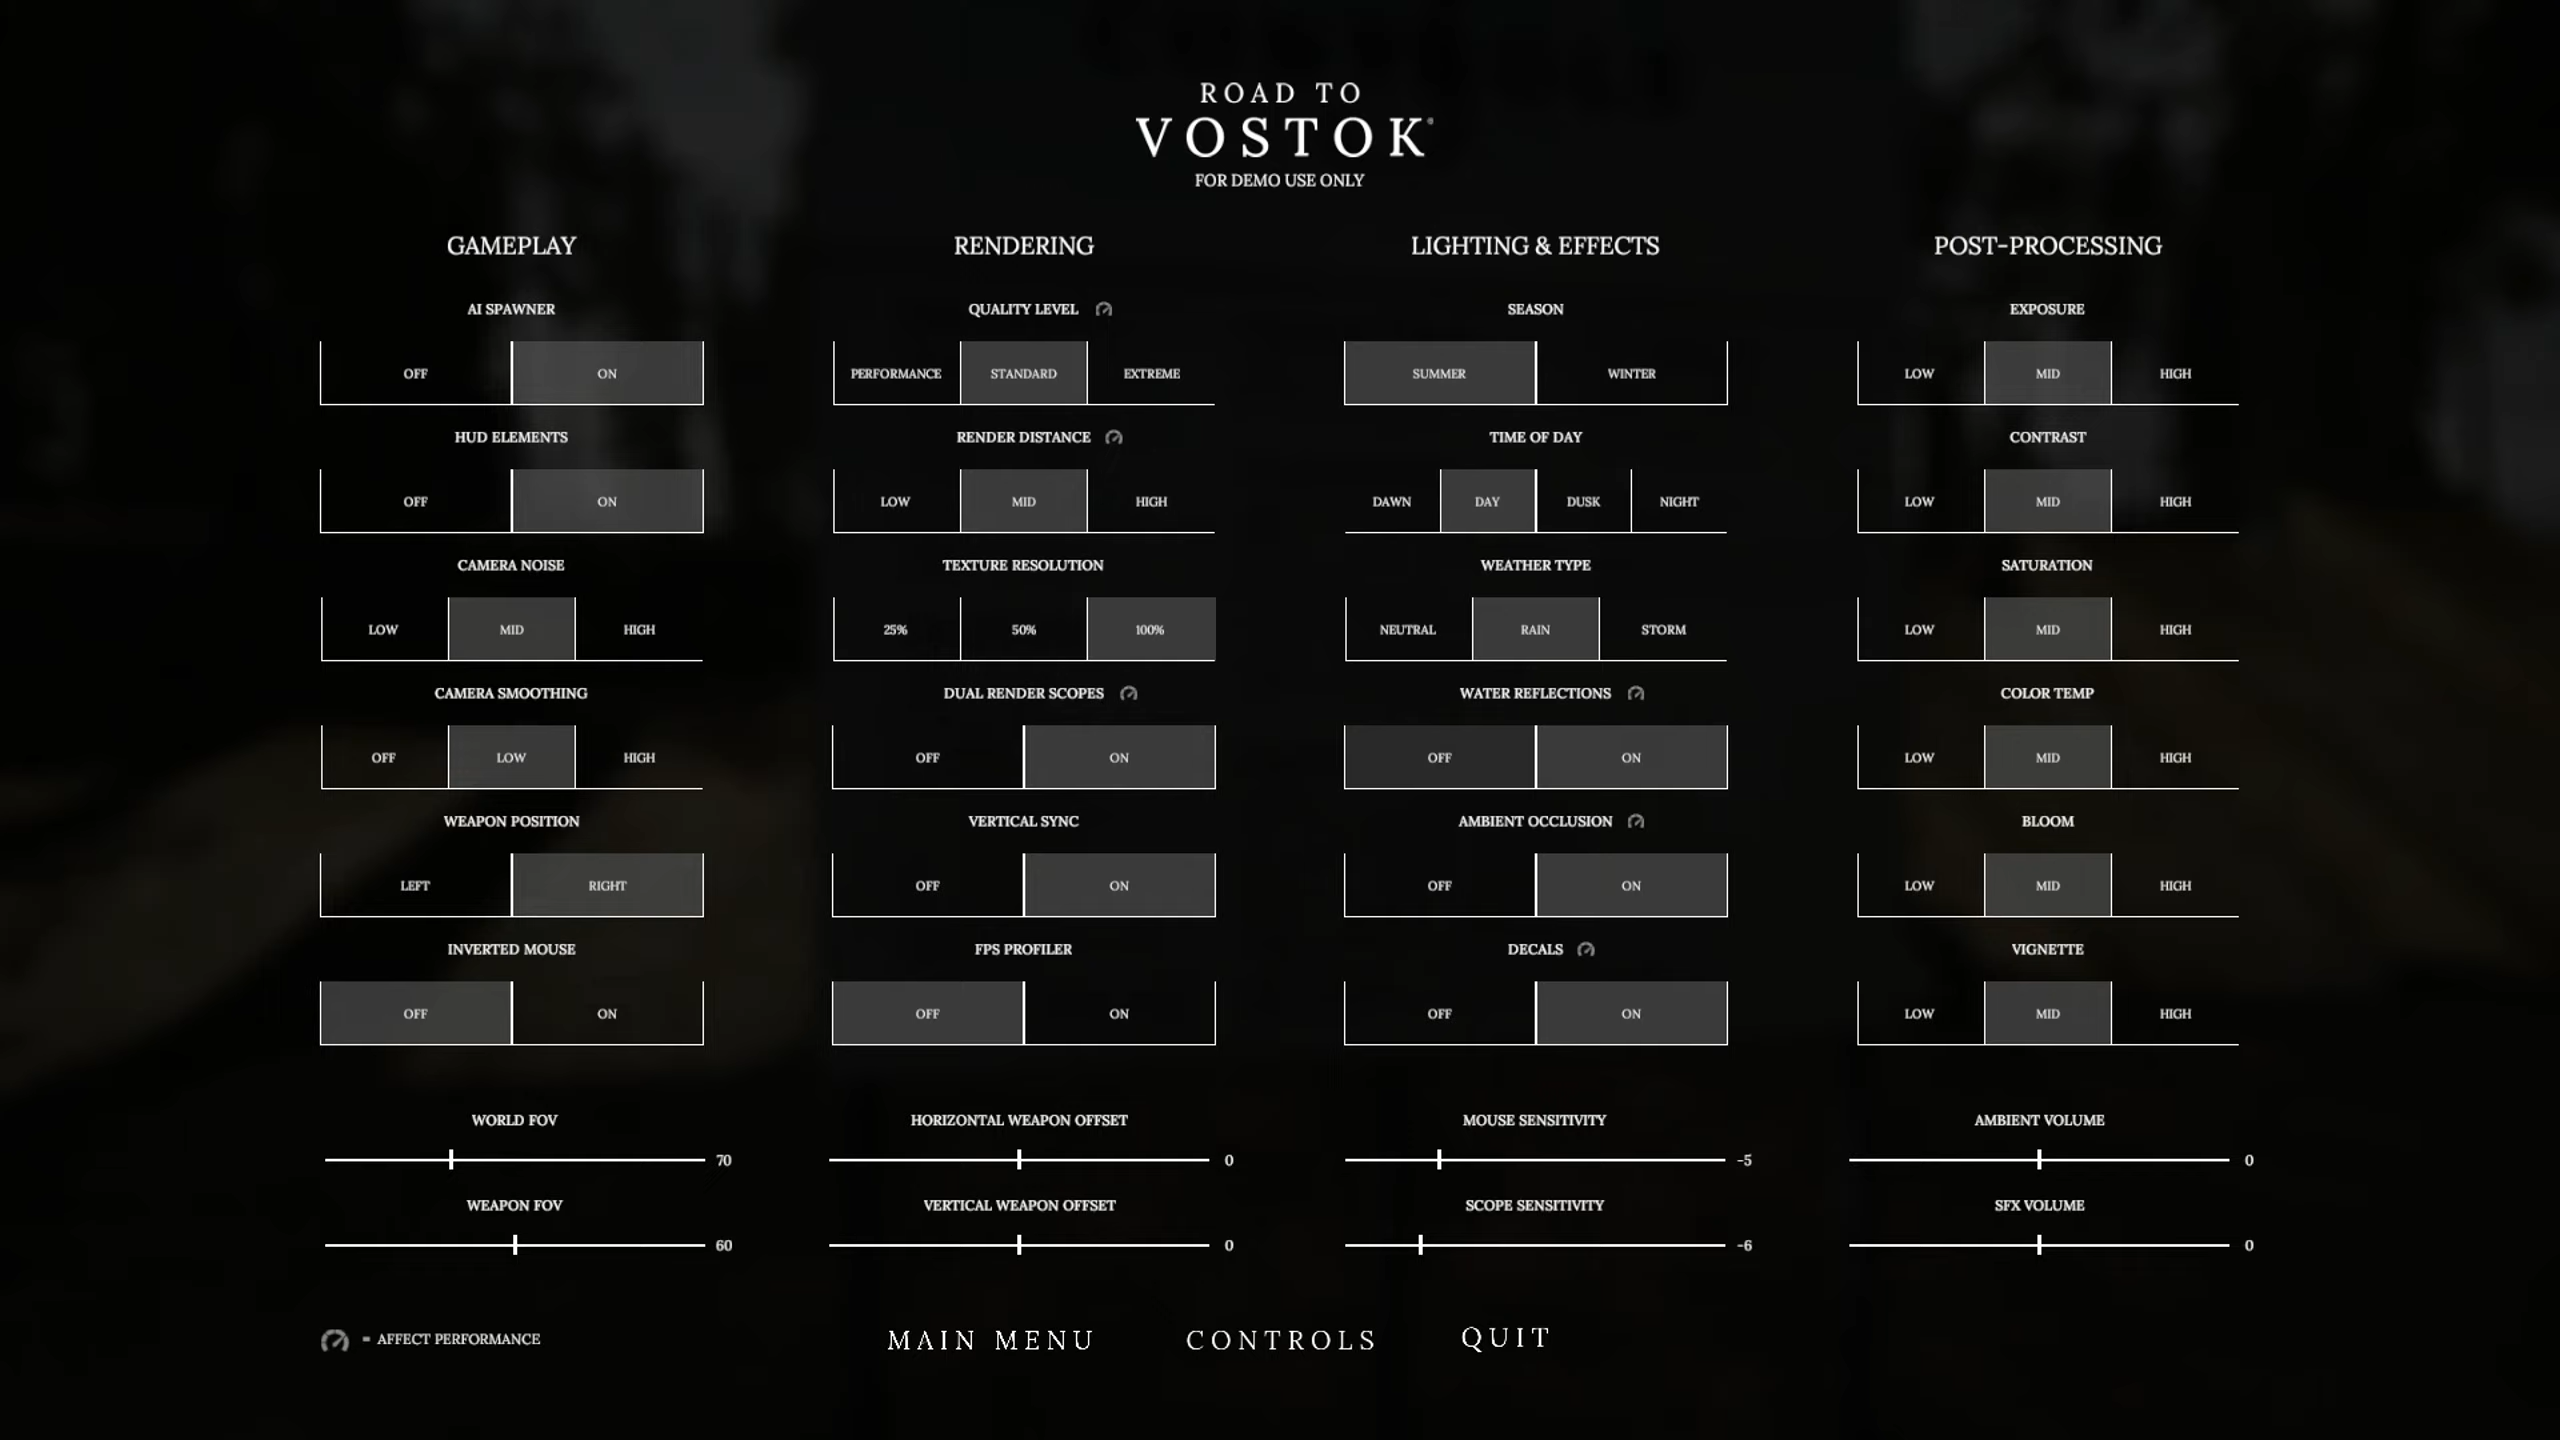 ROAD TO
VOSTOK
FOR DEMO USE ONLY
GAMEPLAY
AI SPAWNER
OFF ON
HUD ELEMENTS
OFF ON
CAMERA NOISE
LOW MID HIGH
CAMERA SMOOTHING
OFF LOW HIGH
WEAPON POSITION
LEFT RIGHT
INVERTED MOUSE
OFF ON
RENDERING
QUALITY LEVEL
PERFORMANCE STANDARD EXTREME
RENDER DISTANCE
LOW MID HIGH
TEXTURE RESOLUTION
25% 50% 100%
DUAL RENDER SCOPES
OFF ON
VERTICAL SYNC
OFF ON
FPS PROFILER
OFF ON
LIGHTING & EFFECTS
SEASON
SUMMER WINTER
TIME OF DAY
DAWN DAY DUSK NIGHT
WEATHER TYPE
NEUTRAL RAIN STORM
WATER REFLECTIONS
OFF ON
AMBIENT OCCLUSION
OFF ON
DECALS
OFF ON
POST-PROCESSING
EXPOSURE
LOW MID HIGH
CONTRAST
LOW MID HIGH
SATURATION
LOW MID HIGH
COLOR TEMP
LOW MID HIGH
BLOOM
LOW MID HIGH
VIGNETTE
LOW MID HIGH
WORLD FOV
70
WEAPON FOV
60
HORIZONTAL WEAPON OFFSET
0
VERTICAL WEAPON OFFSET
0
MOUSE SENSITIVITY
-5
SCOPE SENSITIVITY
-6
AMBIENT VOLUME
0
SFX VOLUME
0
= AFFECT PERFORMANCE
MAIN MENU CONTROLS QUIT